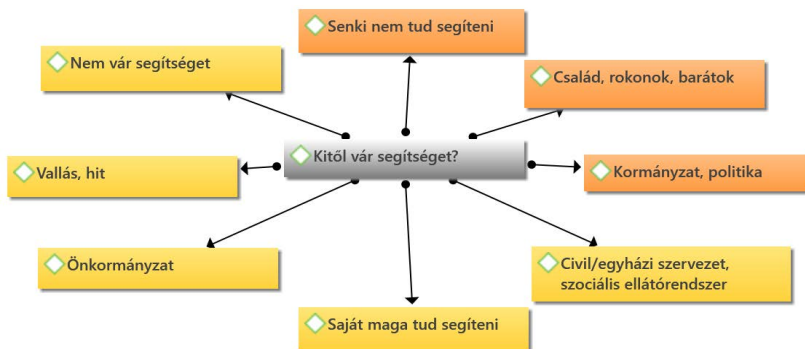 Senki nem tud segíteni
Nem vár segítséget
Család, rokonok, barátok
Kitől vár segítséget?
Vallás, hit
Kormányzat, politika
Önkormányzat
Civil/egyházi szervezet,
szociális ellátórendszer
Saját maga tud segíteni